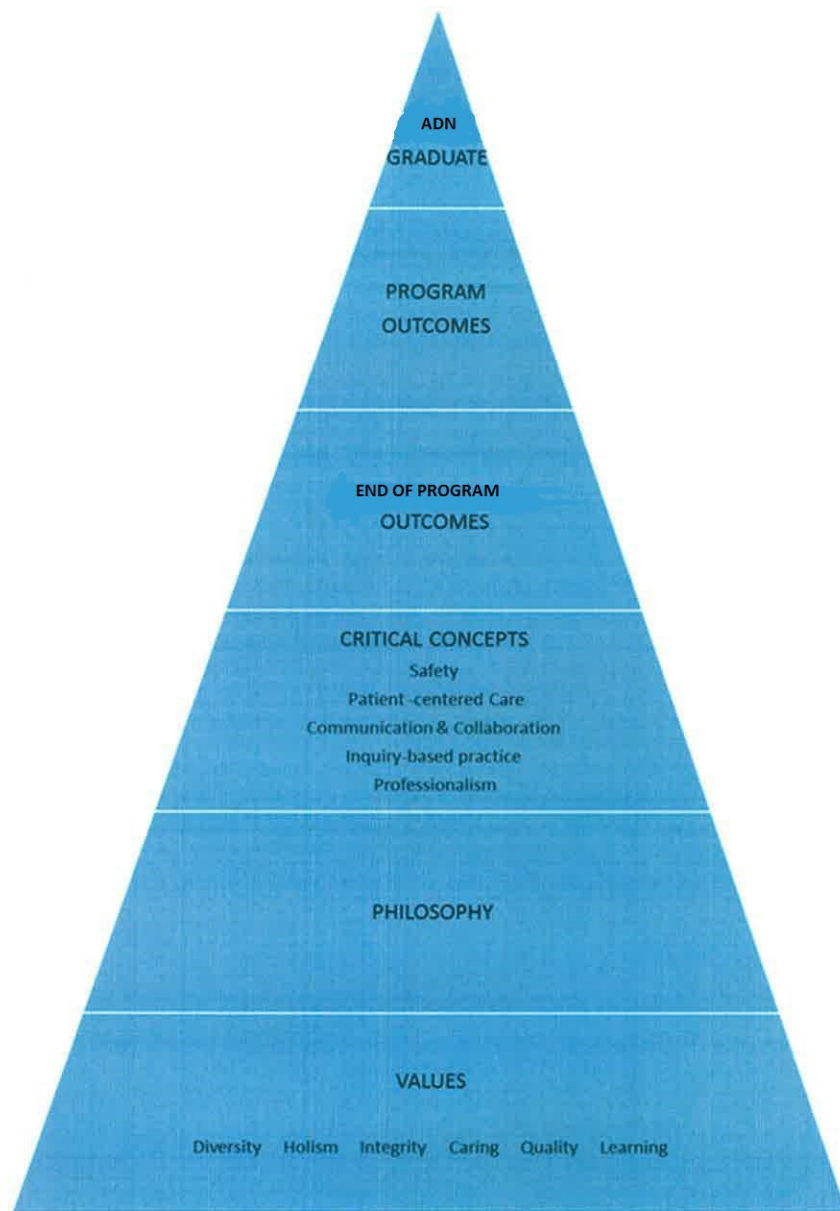 ADN
GRADUATE
PROGRAM
OUTCOMES
END OF PROGRAM
OUTCOMES
CRITICAL CONCEPTS
Safety
Patient -centered Care
Communication & Collaboration
Inquiry-based practice
Professionalism
PHILOSOPHY
VALUES
Diversity Holism Integrity Caring Quality Learning